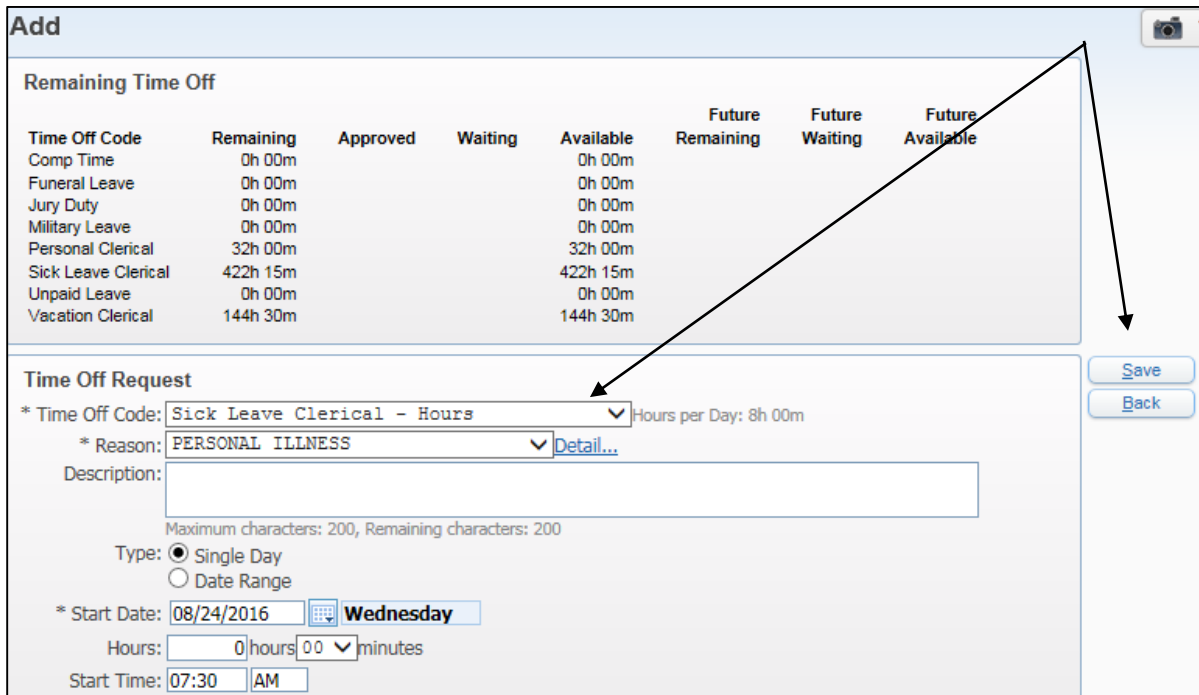 Add
Remaining Time Off
Future Future Future
Time Off Code Remaining Approved Waiting Available Remaining Waiting Available
Comp Time 0h 00m 0h 00m
Funeral Leave 0h 00m 0h 00m
Jury Duty 0h 00m 0h 00m
Military Leave 0h 00m 0h 00m
Personal Clerical 32h 00m 32h 00m
Sick Leave Clerical 422h 15m 422h 15m
Unpaid Leave 0h 00m 0h 00m
Vacation Clerical 144h 30m 144h 30m
Time Off Request
Save
* Time Off Code: Sick Leave Clerical - Hours Hours per Day: 8h 00m
Back
* Reason: PERSONAL ILLNESS Detail...
Description:
Maximum characters: 200, Remaining characters: 200
Type: Single Day
Date Range
* Start Date: 08/24/2016 Wednesday
Hours: 0 hours 00 minutes
Start Time: 07:30 AM